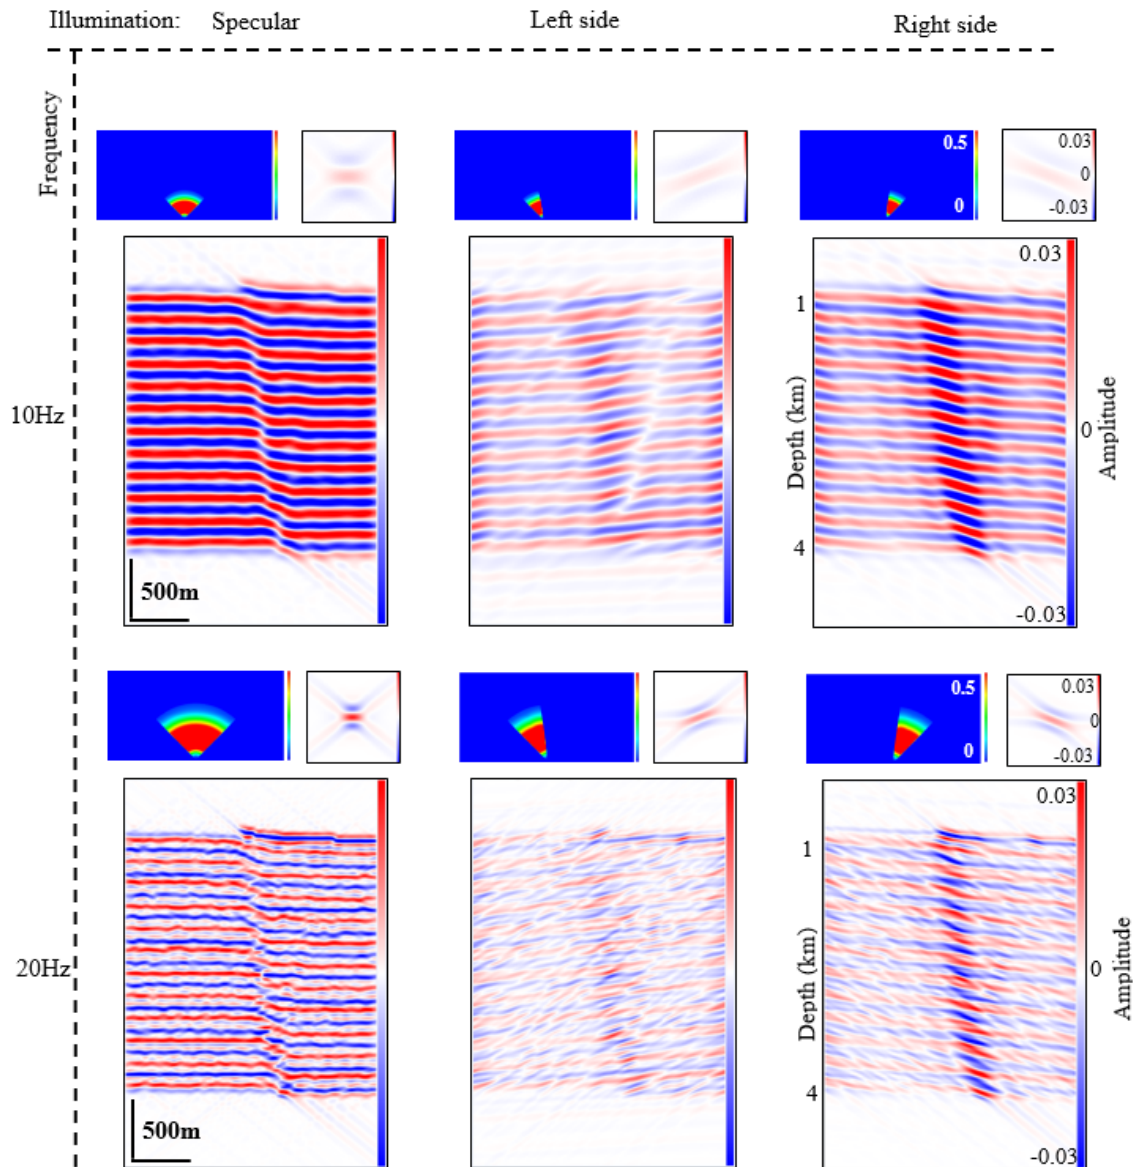 Illumination: Specular Left side Right side
Frequency
0.5
0
0.03
0
-0.03
10Hz
500m
Depth (km)
1
4
0.03
0
-0.03
Amplitude
0.5
0
0.03
0
-0.03
20Hz
500m
Depth (km)
1
4
0.03
0
-0.03
Amplitude